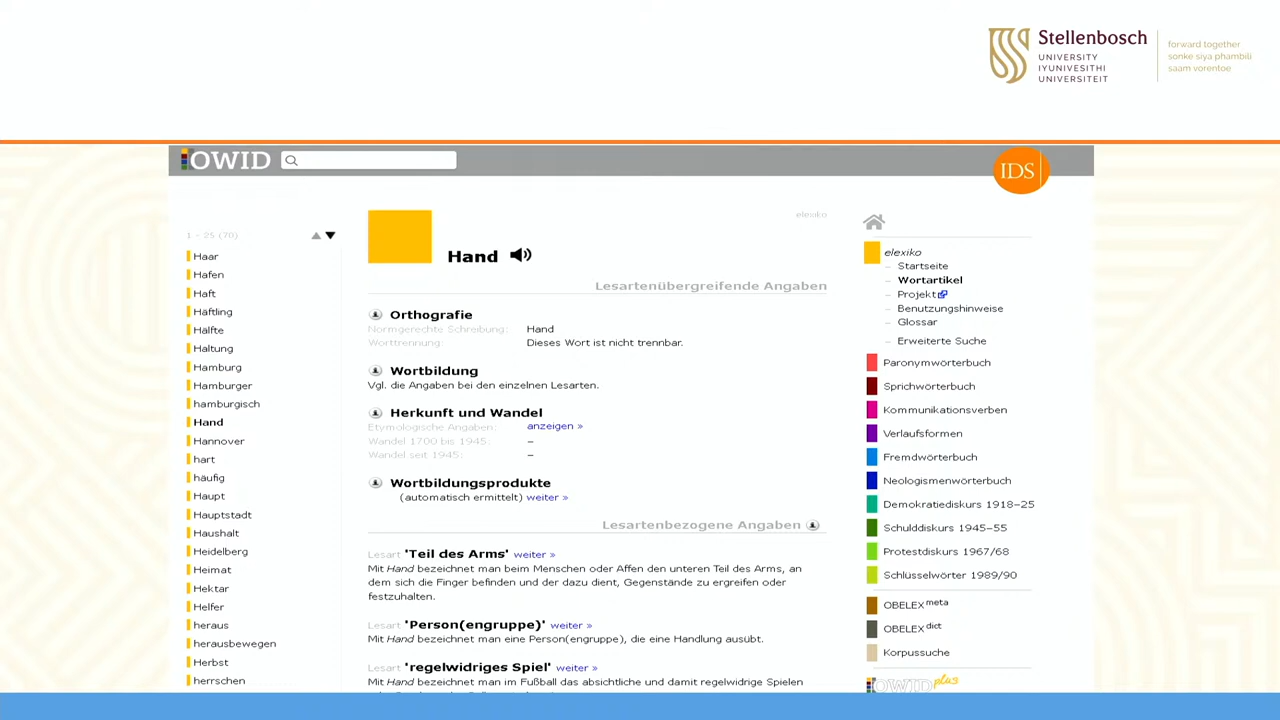 Stellenbosch
UNIVERSITY
IYUNIVESITHI
UNIVERSITEIT
forward together
sonke siya phambili
saam vorentoe
OWID
IDS
1 - 25 (70)
Haar
Hafen
Haft
Häftling
Hälfte
Haltung
Hamburg
Hamburger
hamburgisch
Hand
Hannover
hart
häufig
Haupt
Hauptstadt
Haushalt
Heidelberg
Heimat
Hektar
Helfer
heraus
herausbewegen
Herbst
herrschen
elexiko
Hand
Lesartenübergreifende Angaben
Orthografie
Normgerechte Schreibung: Hand
Worttrennung: Dieses Wort ist nicht trennbar.
Wortbildung
Vgl. die Angaben bei den einzelnen Lesarten.
Herkunft und Wandel
Etymologische Angaben: anzeigen »
Wandel 1700 bis 1945: –
Wandel seit 1945: –
Wortbildungsprodukte
(automatisch ermittelt) weiter »
Lesartenbezogene Angaben
Lesart 'Teil des Arms' weiter »
Mit Hand bezeichnet man beim Menschen oder Affen den unteren Teil des Arms, an
dem sich die Finger befinden und der dazu dient, Gegenstände zu ergreifen oder
festzuhalten.
Lesart 'Person(engruppe)' weiter »
Mit Hand bezeichnet man eine Person(engruppe), die eine Handlung ausübt.
Lesart 'regelwidriges Spiel' weiter »
Mit Hand bezeichnet man im Fußball das absichtliche und damit regelwidrige Spielen
elexiko
– Startseite
– Wortartikel
– Projekt
– Benutzungshinweise
– Glossar
– Erweiterte Suche
Paronymwörterbuch
Sprichwörterbuch
Kommunikationsverben
Verlaufsformen
Fremdwörterbuch
Neologismenwörterbuch
Demokratiediskurs 1918–25
Schulddiskurs 1945–55
Protestdiskurs 1967/68
Schlüsselwörter 1989/90
OBELEX meta
OBELEX dict
Korpussuche
OWID plus